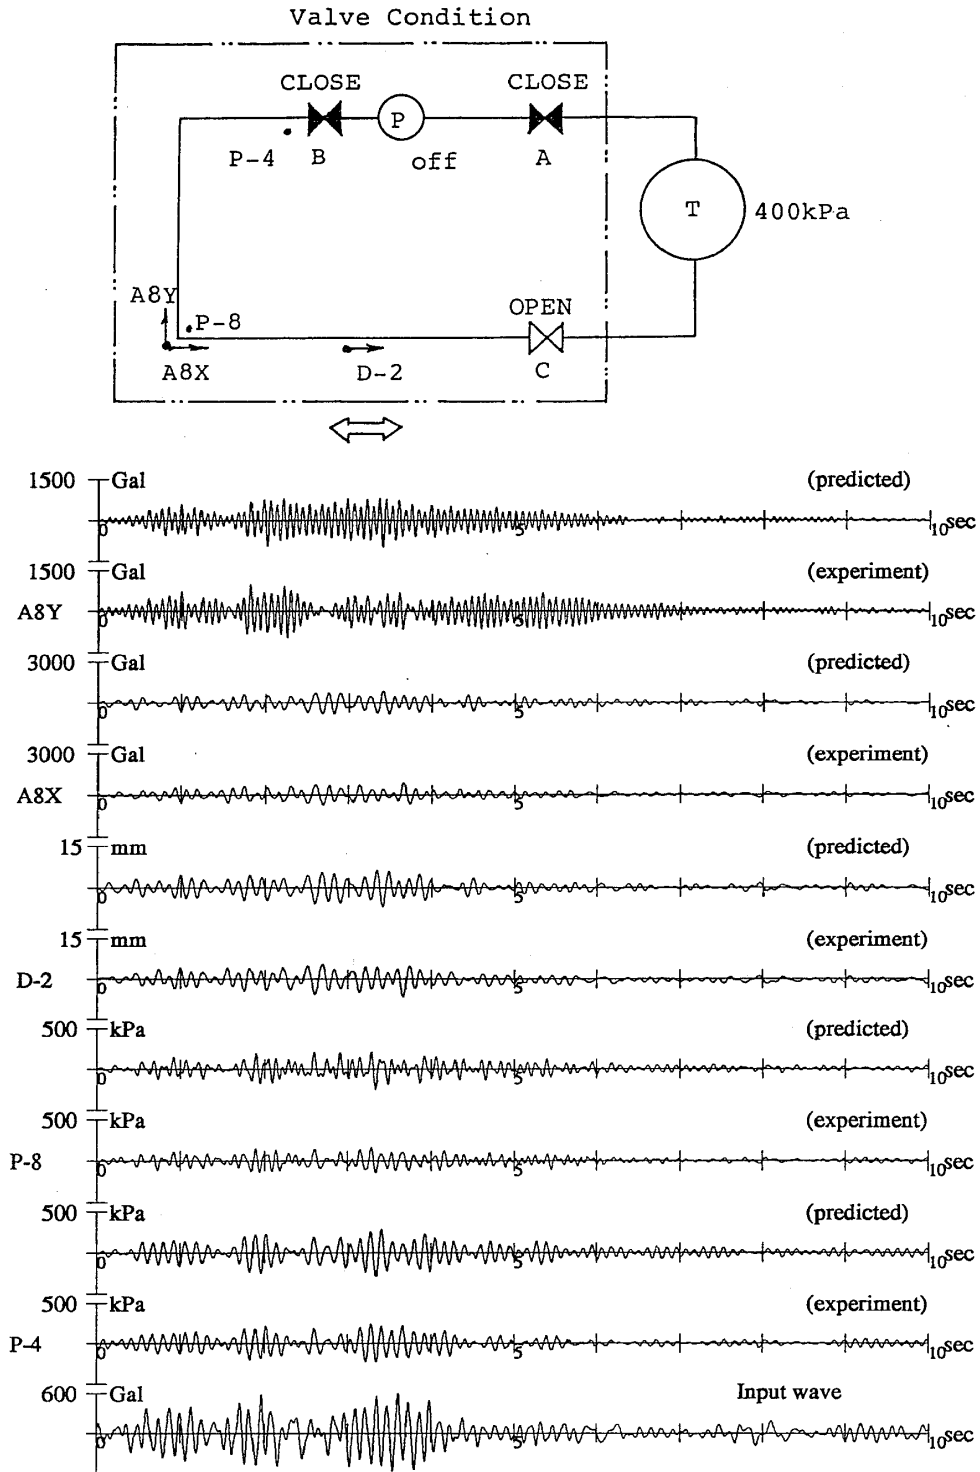 Valve Condition
CLOSE CLOSE
P
P-4 B off A
T 400kPa
A8Y OPEN
P-8
A8X D-2 C
1500 Gal (predicted)
0 5 10 sec
1500 Gal (experiment)
A8Y 0 5 10 sec
3000 Gal (predicted)
0 5 10 sec
3000 Gal (experiment)
A8X 0 5 10 sec
15 mm (predicted)
0 5 10 sec
15 mm (experiment)
D-2 0 5 10 sec
500 kPa (predicted)
0 5 10 sec
500 kPa (experiment)
P-8 0 5 10 sec
500 kPa (predicted)
0 5 10 sec
500 kPa (experiment)
P-4 0 5 10 sec
600 Gal Input wave
0 5 10 sec